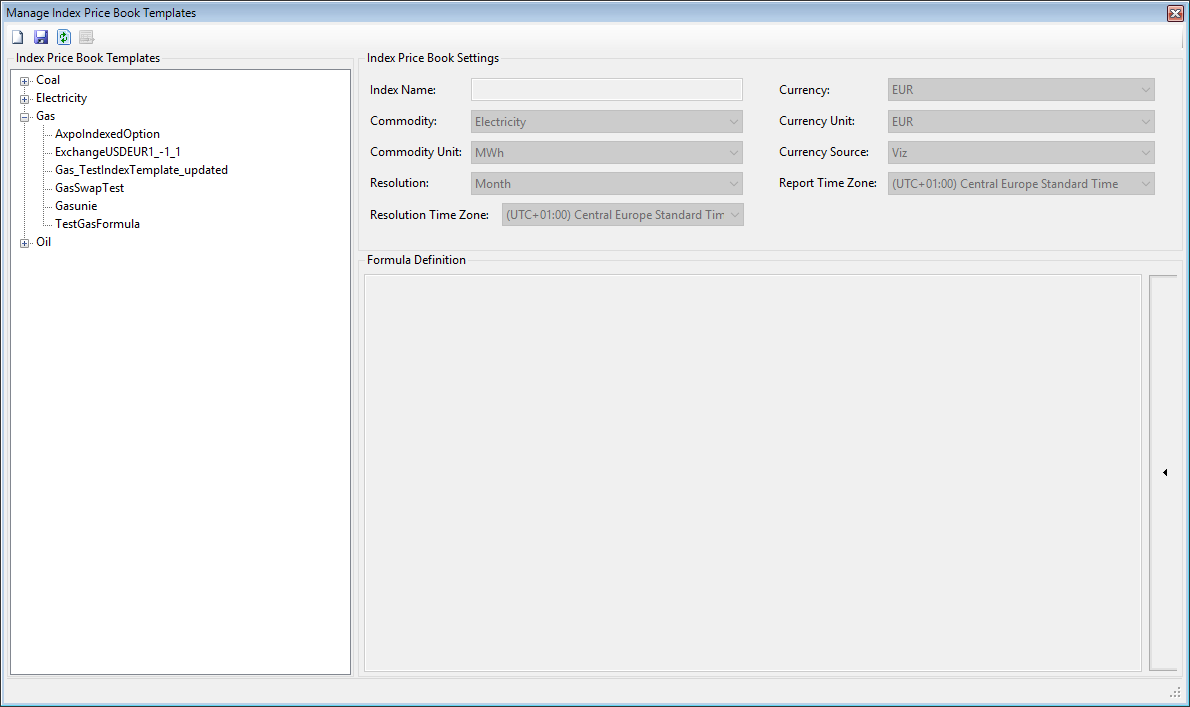 Manage Index Price Book Templates
Index Price Book Templates
Coal
Electricity
Gas
AxpoIndexedOption
ExchangeUSDEUR1_-1_1
Gas_TestIndexTemplate_updated
GasSwapTest
Gasunie
TestGasFormula
Oil
Index Price Book Settings
Index Name:
Commodity: Electricity
Commodity Unit: MWh
Resolution: Month
Resolution Time Zone: (UTC+01:00) Central Europe Standard Tim
Currency: EUR
Currency Unit: EUR
Currency Source: Viz
Report Time Zone: (UTC+01:00) Central Europe Standard Time
Formula Definition